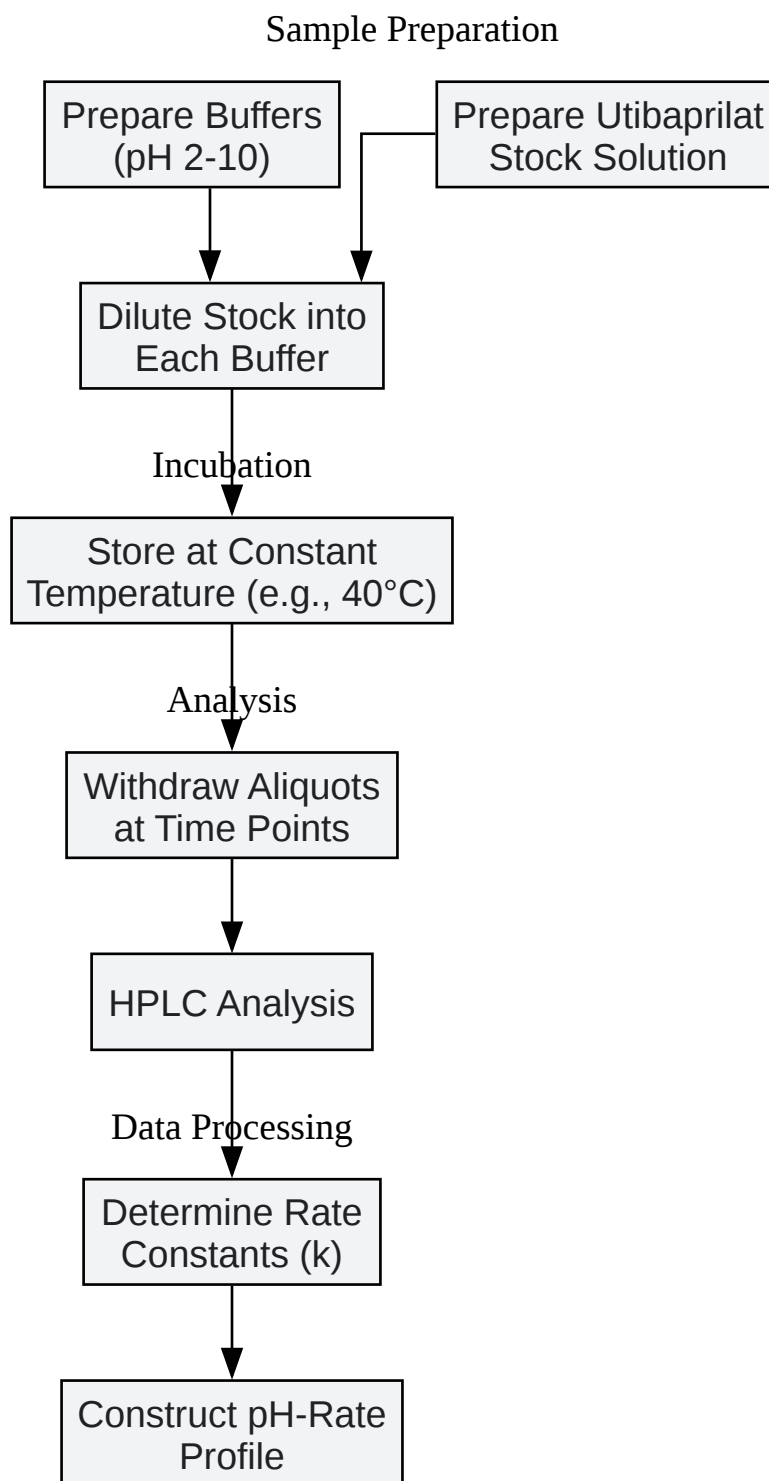 Sample Preparation
Prepare Buffers
(pH 2-10)
Prepare Utibaprilat
Stock Solution
Dilute Stock into
Each Buffer
Incubation
Store at Constant
Temperature (e.g., 40°C)
Analysis
Withdraw Aliquots
at Time Points
HPLC Analysis
Data Processing
Determine Rate
Constants (k)
Construct pH-Rate
Profile